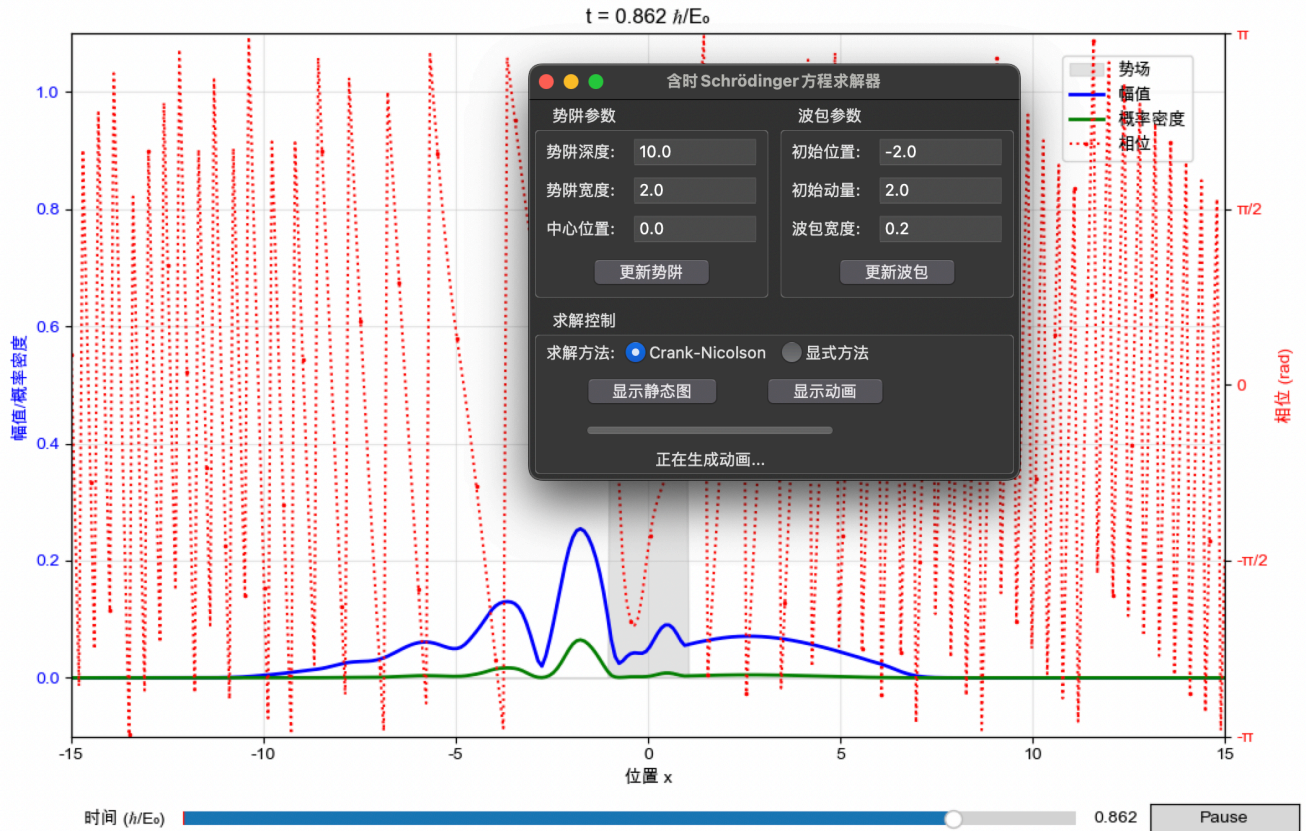 t = 0.862 ℏ/E₀
含时Schrödinger方程求解器
势阱参数
势阱深度: 10.0
势阱宽度: 2.0
中心位置: 0.0
更新势阱
波包参数
初始位置: -2.0
初始动量: 2.0
波包宽度: 0.2
更新波包
求解控制
求解方法: Crank-Nicolson 显式方法
显示静态图 显示动画
正在生成动画...
势场
幅值
概率密度
相位
幅值/概率密度
1.0
0.8
0.6
0.4
0.2
0.0
π
π/2
0
-π/2
-π
相位 (rad)
-15 -10 -5 0 5 10 15
位置 x
时间 (ℏ/E₀) 0.862 Pause